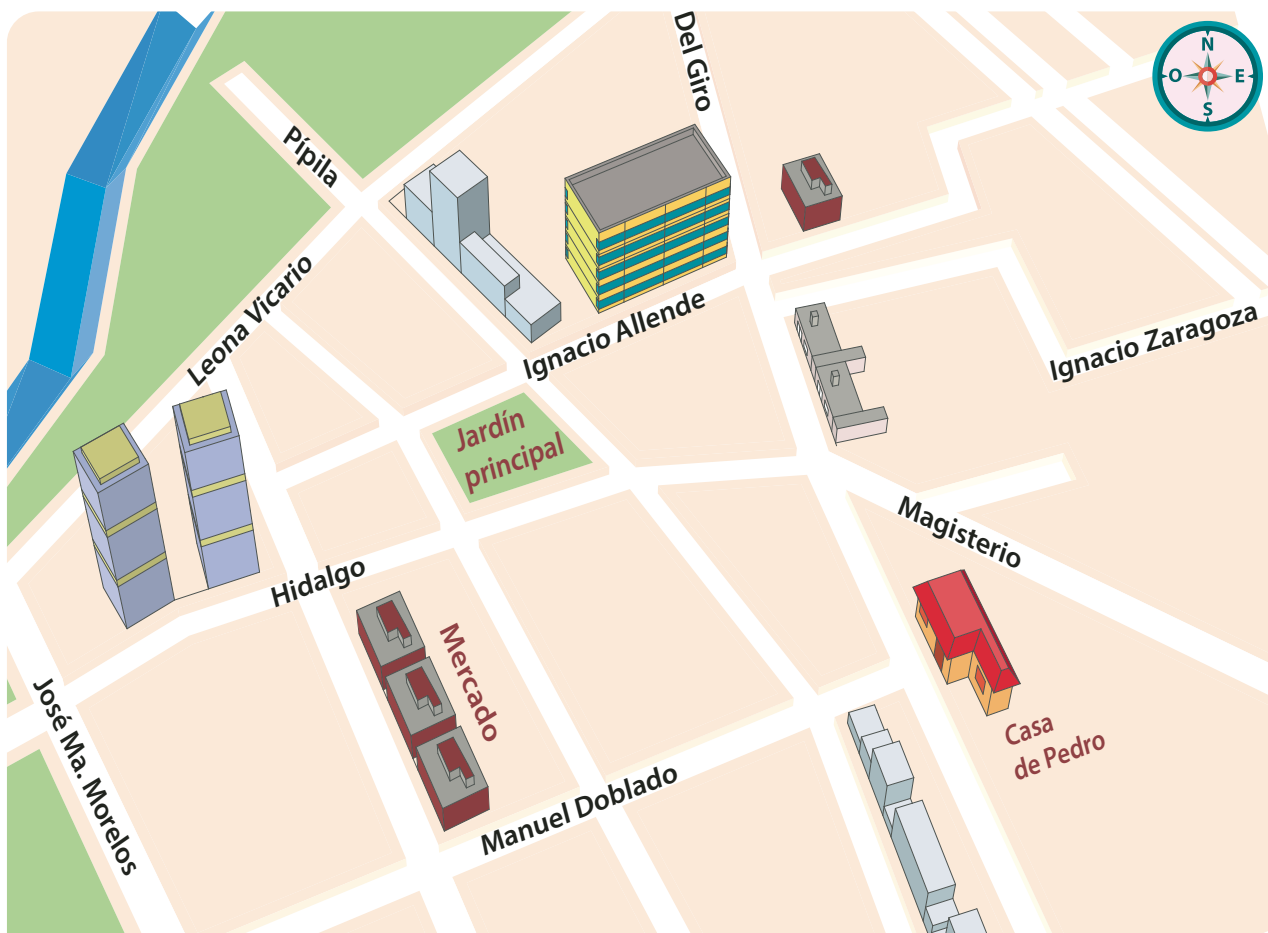 Del Giro
N
O
E
S
Pípila
Leona Vicario
Ignacio Allende
Ignacio Zaragoza
Jardín
principal
Magisterio
Hidalgo
Mercado
José Ma. Morelos
Casa
de Pedro
Manuel Doblado